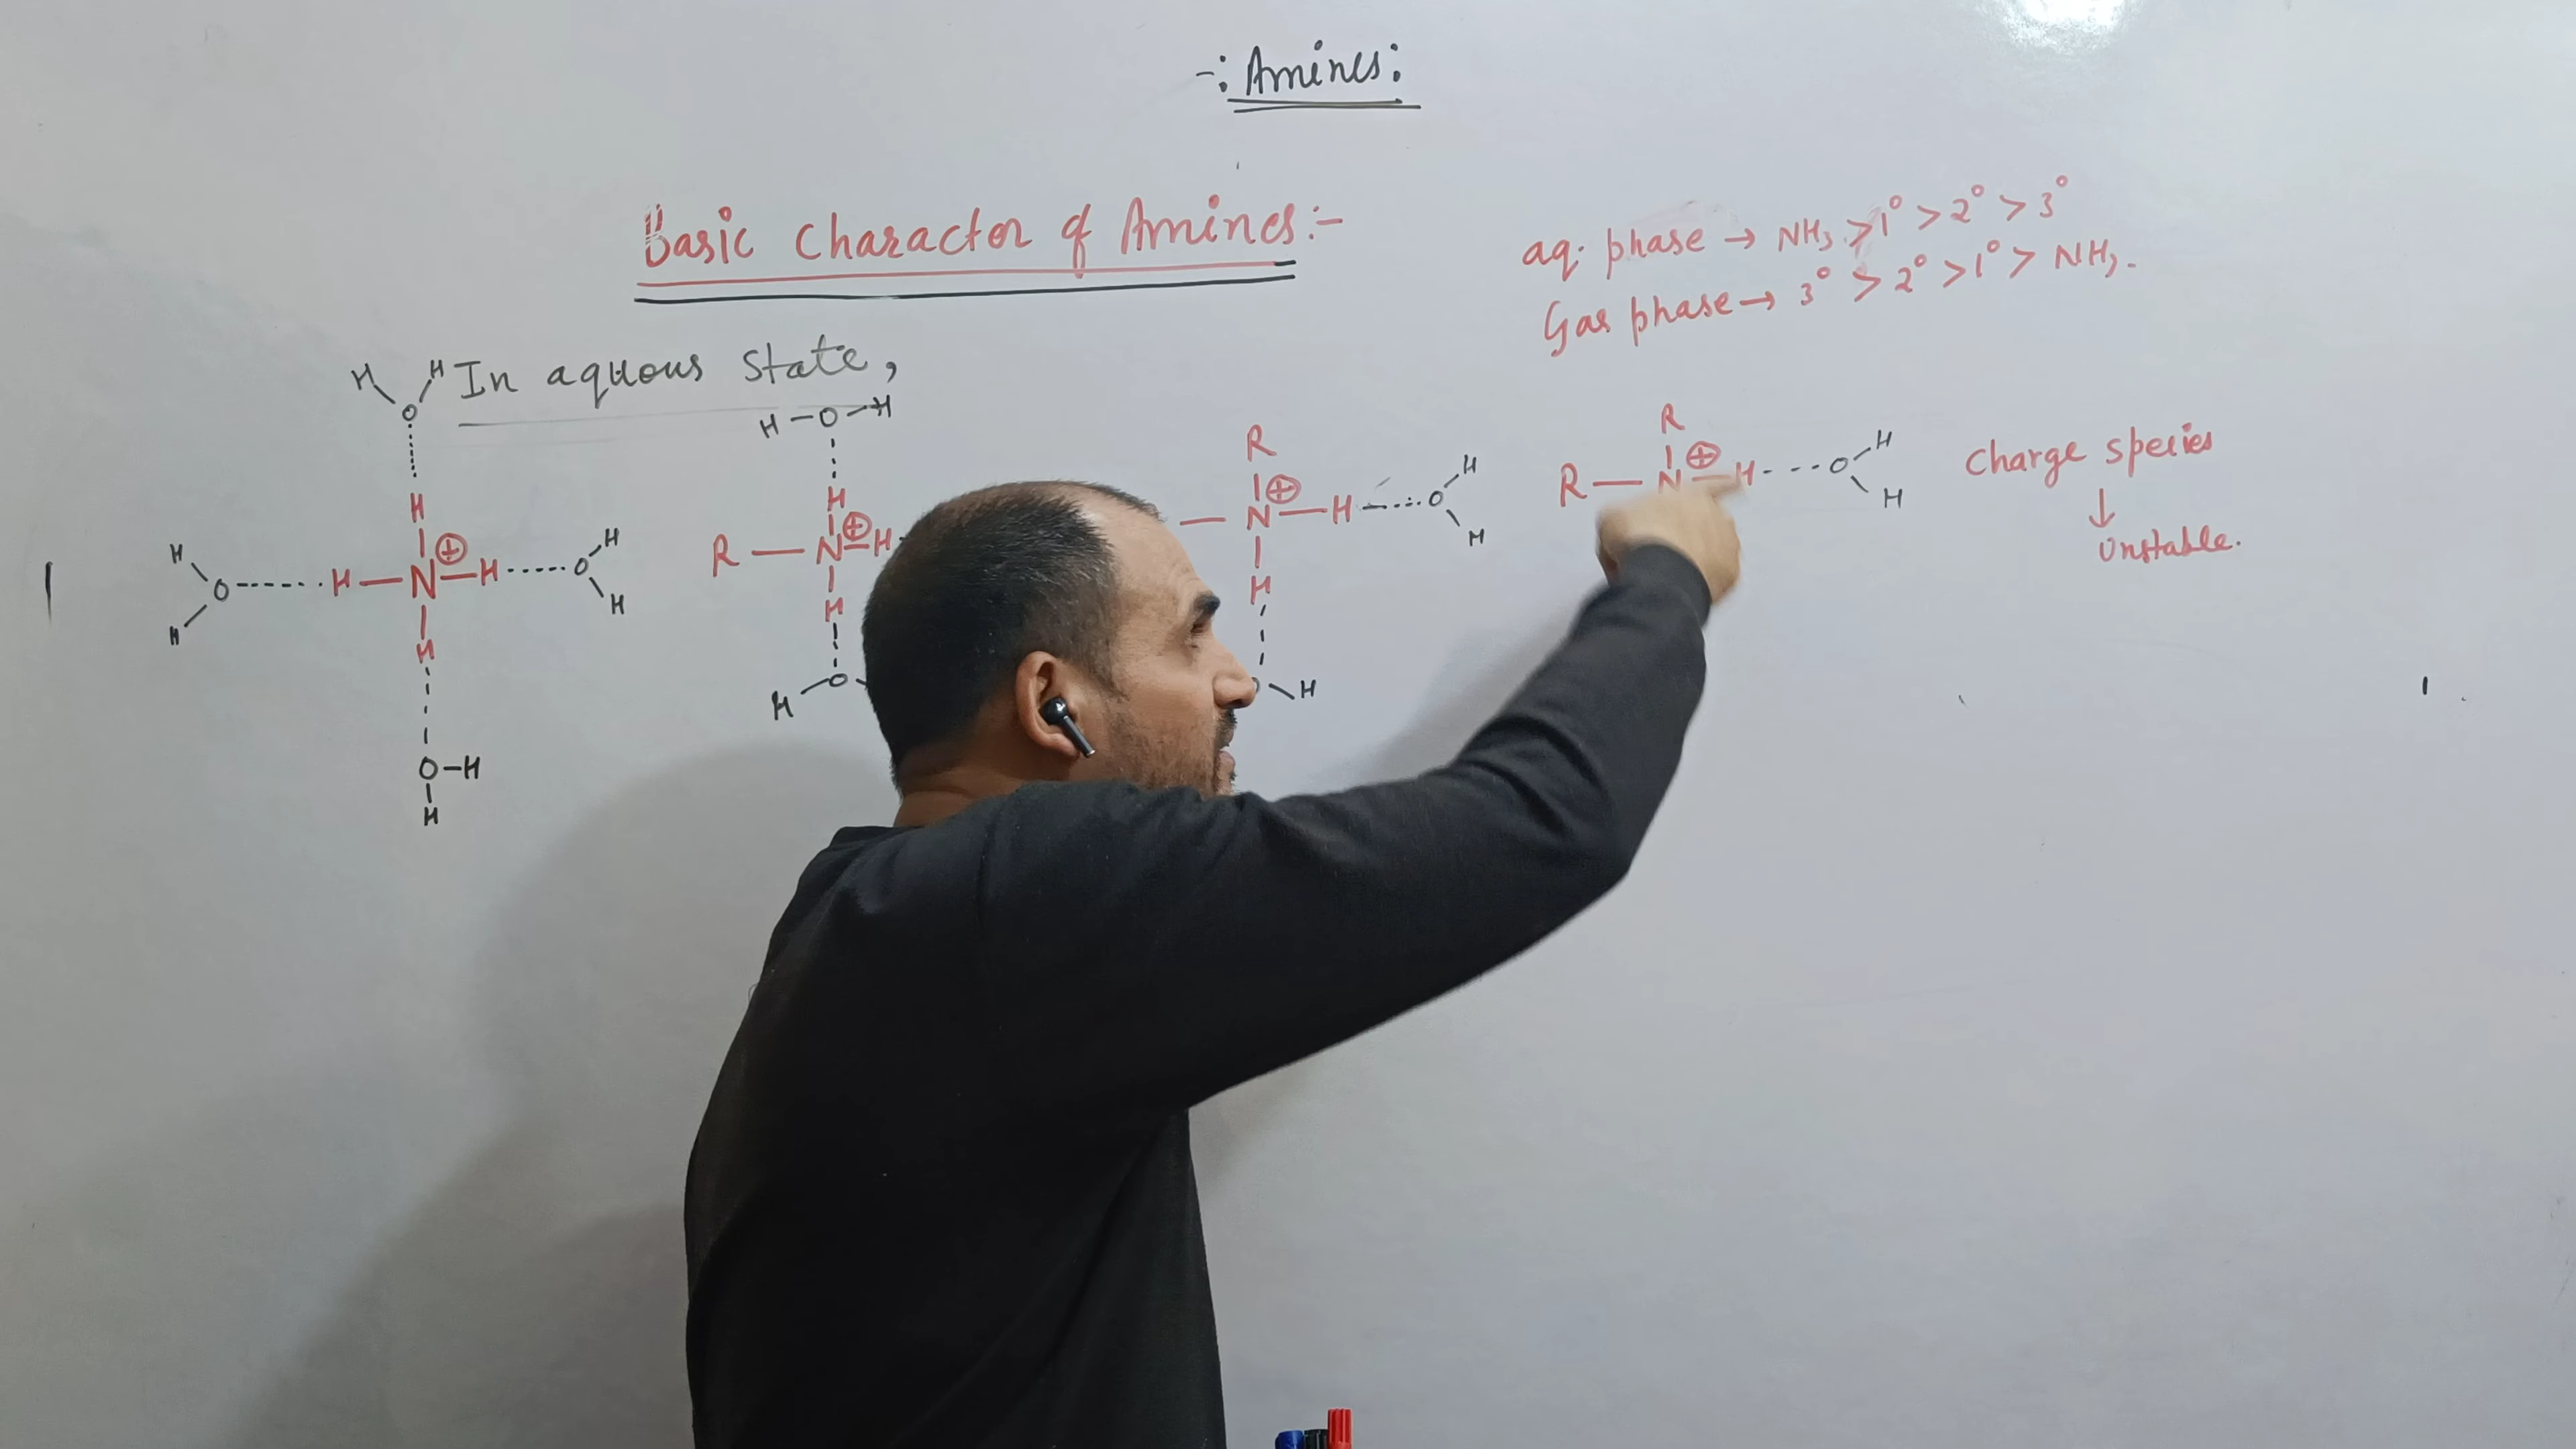 -: Amines:
Basic Character of Amines:-
aq. phase → NH3 > 1° > 2° > 3°
Gas phase → 3° > 2° > 1° > NH3.
In aquous state,
H H
O
H
H O H N ⊕ H O H
H H
H
O-H
H
H-O-H
H
R-N ⊕ H
H
H-O
R
-N ⊕ H O H
H
H
H
R
R-N ⊕ H O H
H
Charge species
↓
Unstable.